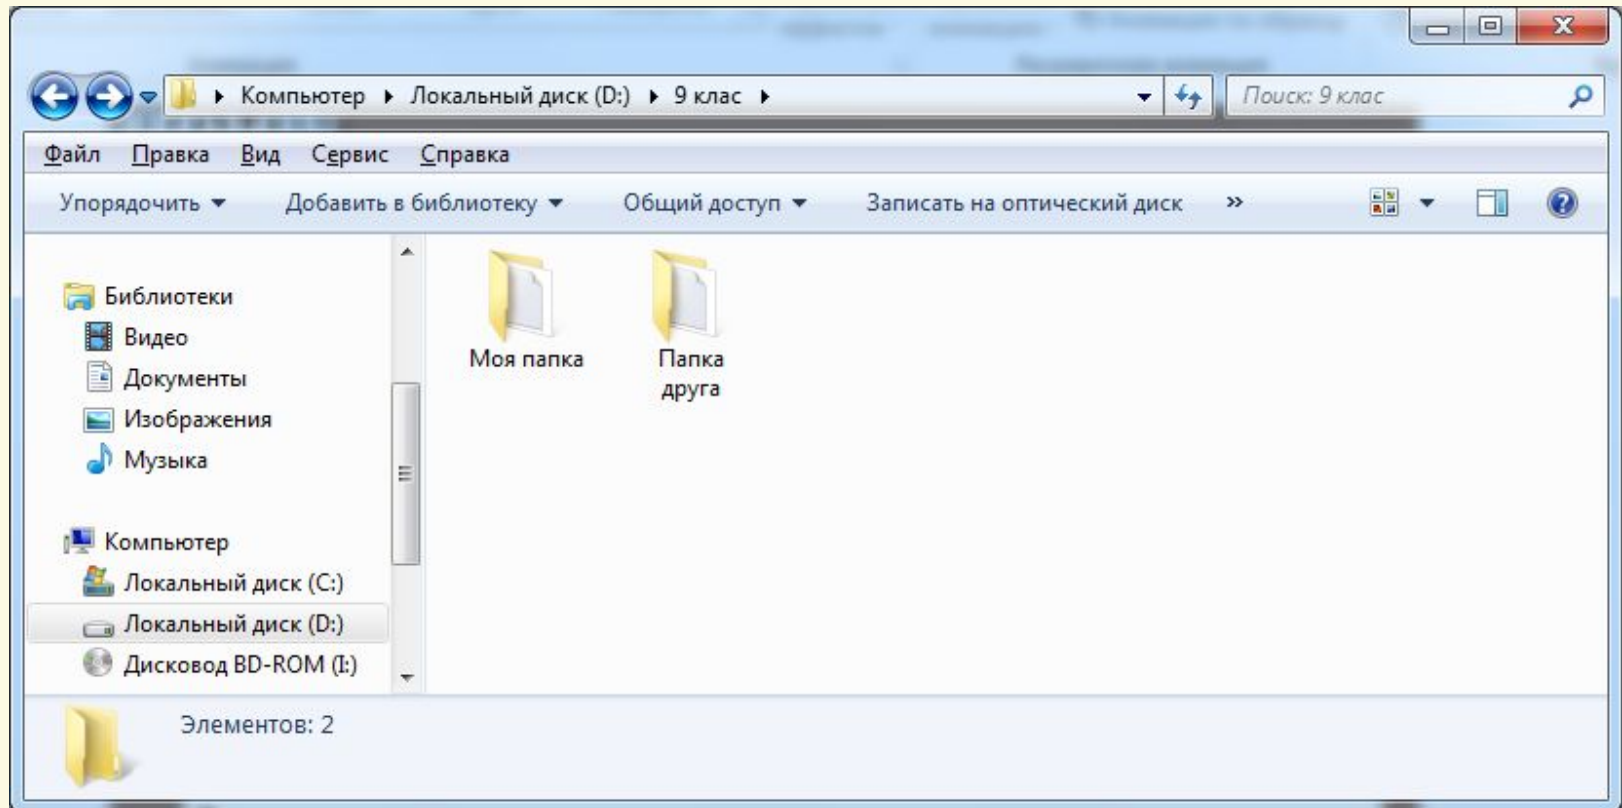 Компьютер ▸ Локальный диск (D:) ▸ 9 клас ▸
Поиск: 9 клас
Файл Правка Вид Сервис Справка
Упорядочить Добавить в библиотеку Общий доступ Записать на оптический диск »
Библиотеки
Видео
Документы
Изображения
Музыка
Компьютер
Локальный диск (C:)
Локальный диск (D:)
Дисковод BD-ROM (I:)
Моя папка
Папка
друга
Элементов: 2